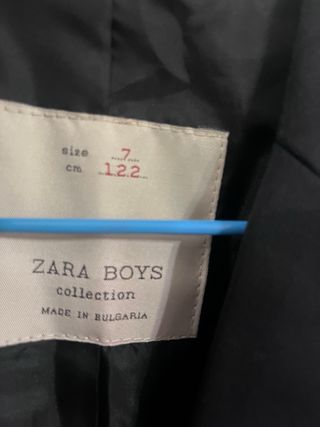 size 7
cm 122
ZARA BOYS
collection
MADE IN BULGARIA